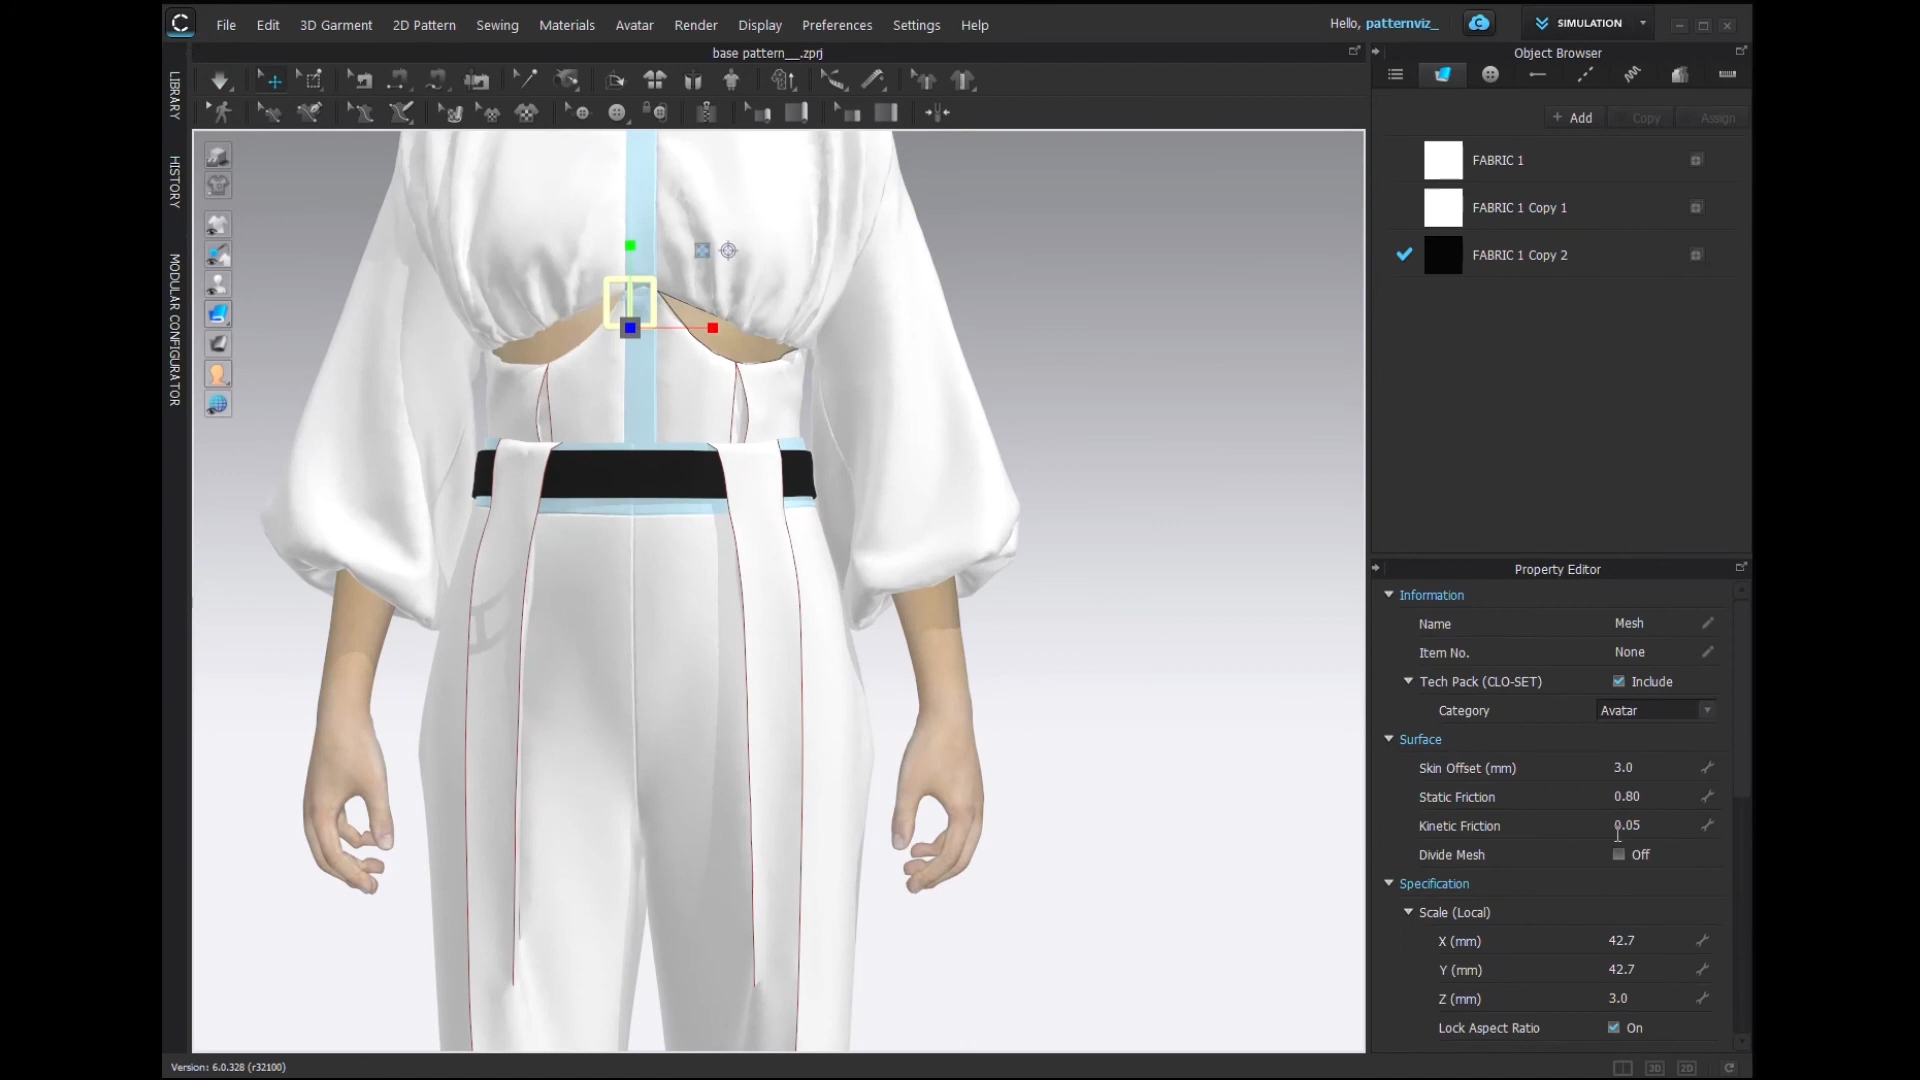 File Edit 3D Garment 2D Pattern Sewing Materials Avatar Render Display Preferences Settings Help
Hello, patternviz_
SIMULATION
base pattern__.zprj
Object Browser
LIBRARY
HISTORY
MODULAR CONFIGURATOR
+ Add Copy Assign
FABRIC 1
FABRIC 1 Copy 1
FABRIC 1 Copy 2
Property Editor
Information
Name Mesh
Item No. None
Tech Pack (CLO-SET) Include
Category Avatar
Surface
Skin Offset (mm) 3.0
Static Friction 0.80
Kinetic Friction 0.05
Divide Mesh Off
Specification
Scale (Local)
X (mm) 42.7
Y (mm) 42.7
Z (mm) 3.0
Lock Aspect Ratio On
Version: 6.0.328 (r32100)
3D 2D